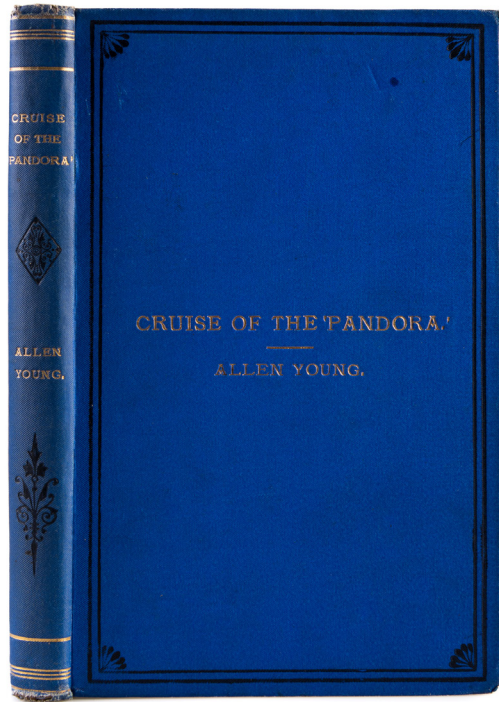 CRUISE
OF THE
'PANDORA'
ALLEN
YOUNG.
CRUISE OF THE 'PANDORA.'
ALLEN YOUNG.